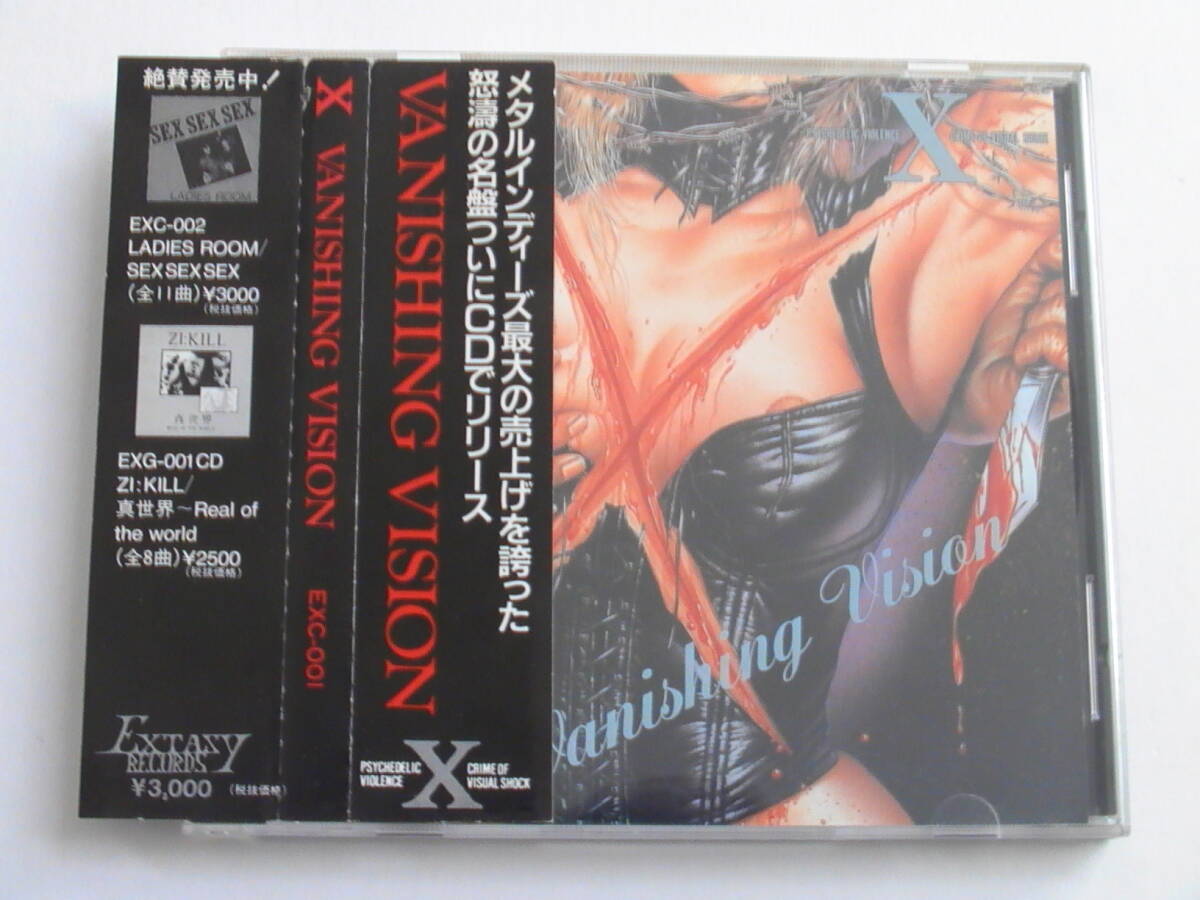 絶賛発売中!
SEX SEX SEX
LADIES ROOM
EXC-002
LADIES ROOM/
SEX SEX SEX
(全11曲)¥3000
(税抜価格)
ZI:KILL
真世界
EXG-001CD
ZI:KILL/
真世界~Real of
the world
(全8曲)¥2500
(税抜価格)
EXTASY
RECORDS
¥3,000 (税抜価格)
X VANISHING VISION EXC-001
メタルインディーズ最大の売上げを誇った
怒濤の名盤ついにCDでリリース
VANISHING VISION
PSYCHEDELIC
VIOLENCE
X
CRIME OF
VISUAL SHOCK
PSYCHEDELIC VIOLENCE
X
Vanishing Vision